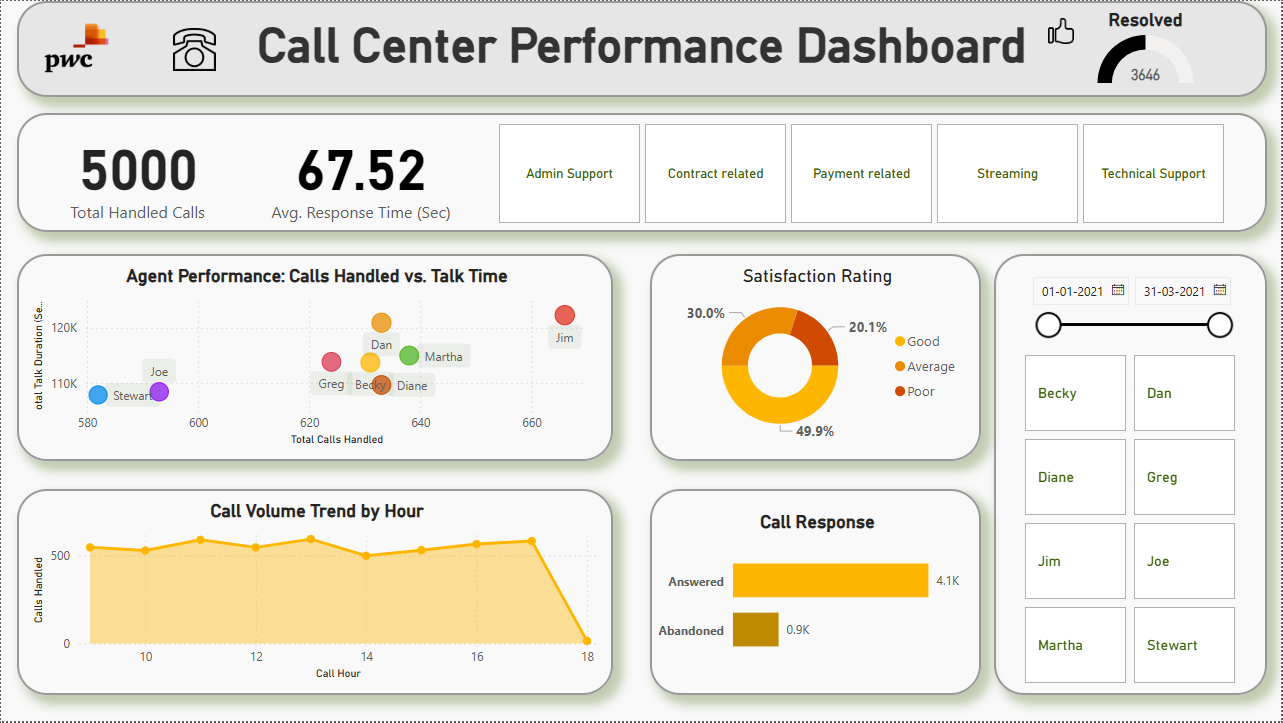 pwc
Call Center Performance Dashboard
Resolved
3646
5000
Total Handled Calls
67.52
Avg. Response Time (Sec)
Admin Support
Contract related
Payment related
Streaming
Technical Support
Agent Performance: Calls Handled vs. Talk Time
otal Talk Duration (Se...
120K
110K
Dan
Jim
Martha
Joe
Greg
Becky
Diane
Stewart
580
600
620
640
660
Total Calls Handled
Satisfaction Rating
30.0%
20.1%
49.9%
Good
Average
Poor
01-01-2021
31-03-2021
Becky
Dan
Diane
Greg
Jim
Joe
Martha
Stewart
Call Volume Trend by Hour
Calls Handled
500
0
10
12
14
16
18
Call Hour
Call Response
Answered
4.1K
Abandoned
0.9K